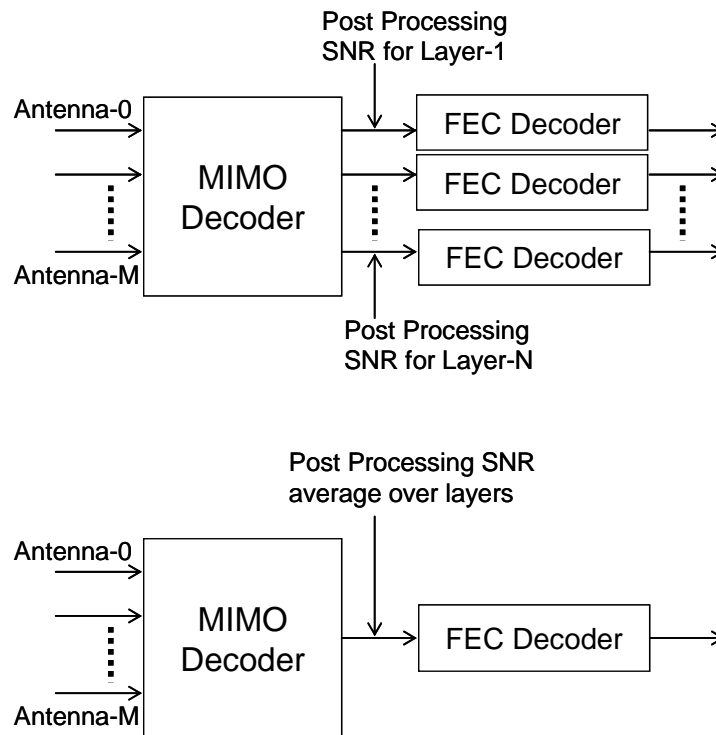 Post Processing
SNR for Layer-1
Antenna-0
FEC Decoder
MIMO
Decoder
FEC Decoder
FEC Decoder
Antenna-M
Post Processing
SNR for Layer-N
Post Processing SNR
average over layers
Antenna-0
MIMO
Decoder
FEC Decoder
Antenna-M